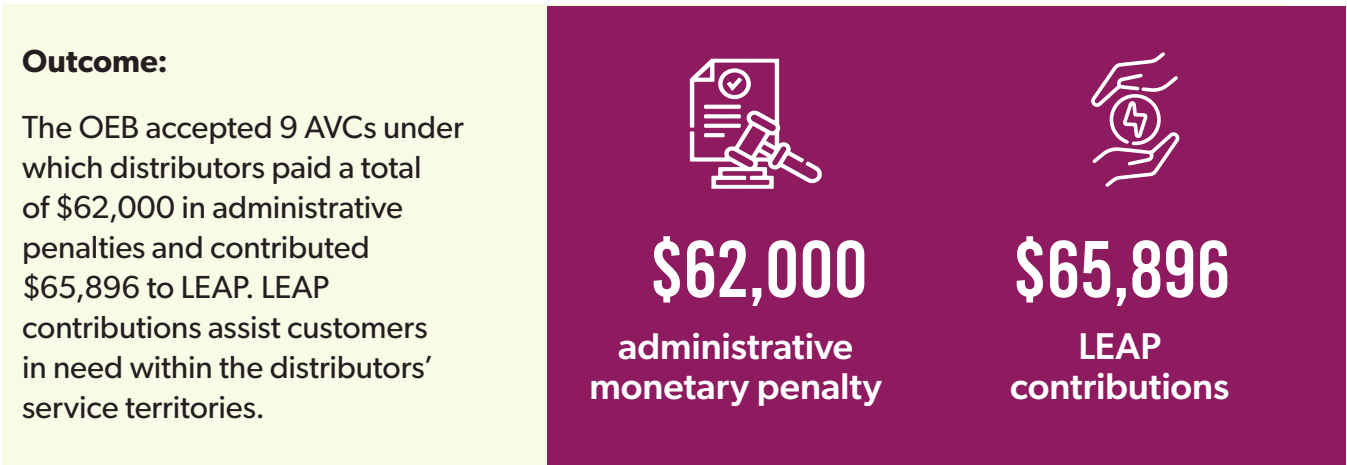 Outcome:
The OEB accepted 9 AVCs under
which distributors paid a total
of $62,000 in administrative
penalties and contributed
$65,896 to LEAP. LEAP
contributions assist customers
in need within the distributors’
service territories.
$62,000
administrative
monetary penalty
$65,896
LEAP
contributions